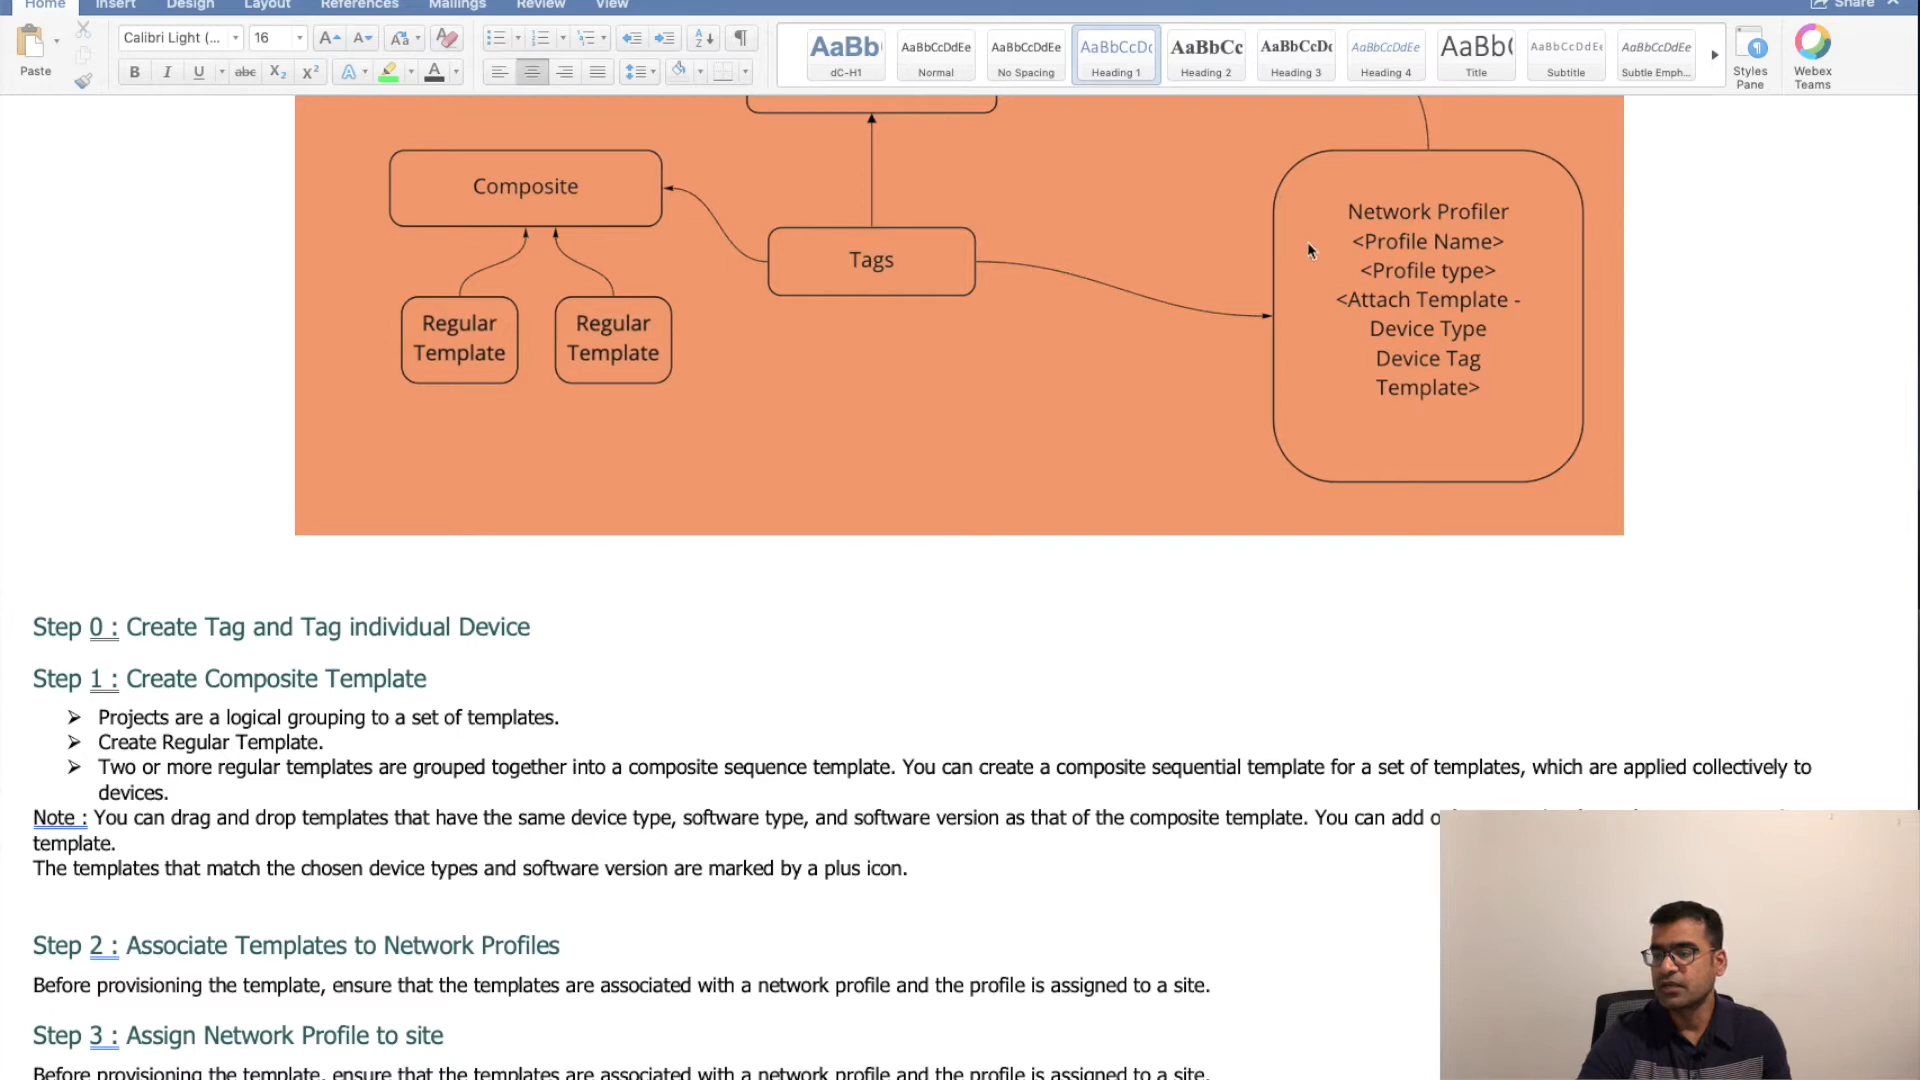 Home Insert Design Layout References Mailings Review View Share
Paste
Calibri Light (... 16
B I U abc X₂ X²
AaBb AaBbCcDdEe AaBbCcDdEe AaBbCcDc AaBbCc AaBbCcDc AaBbCcDdEe AaBb( AaBbCcDdEe AaBbCcDdEe
dC-H1 Normal No Spacing Heading 1 Heading 2 Heading 3 Heading 4 Title Subtitle Subtle Emph...
Styles
Pane
Webex
Teams
Composite
Regular
Template
Regular
Template
Tags
Network Profiler
<Profile Name>
<Profile type>
<Attach Template -
Device Type
Device Tag
Template>
Step 0 : Create Tag and Tag individual Device
Step 1 : Create Composite Template
➢ Projects are a logical grouping to a set of templates.
➢ Create Regular Template.
➢ Two or more regular templates are grouped together into a composite sequence template. You can create a composite sequential template for a set of templates, which are applied collectively to
devices.
Note : You can drag and drop templates that have the same device type, software type, and software version as that of the composite template. You can add
template.
The templates that match the chosen device types and software version are marked by a plus icon.
Step 2 : Associate Templates to Network Profiles
Before provisioning the template, ensure that the templates are associated with a network profile and the profile is assigned to a site.
Step 3 : Assign Network Profile to site
Before provisioning the template, ensure that the templates are associated with a network profile and the profile is assigned to a site.